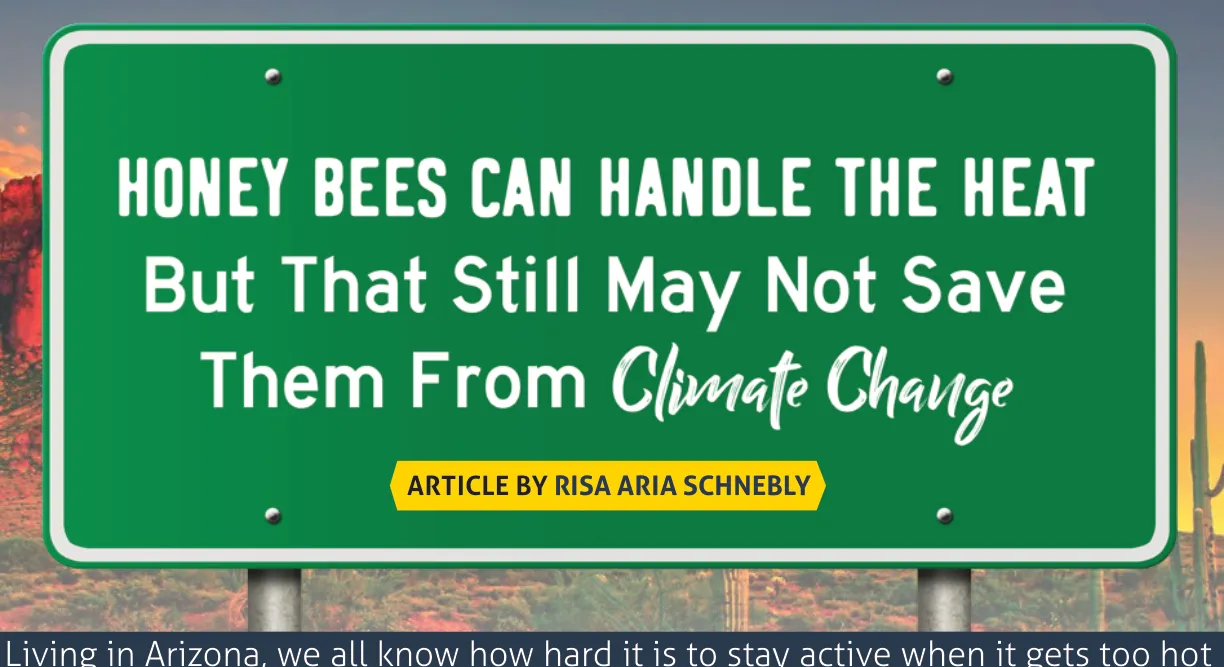 HONEY BEES CAN HANDLE THE HEAT
But That Still May Not Save
Them From Climate Change
ARTICLE BY RISA ARIA SCHNEBLY
Living in Arizona, we all know how hard it is to stay active when it gets too hot